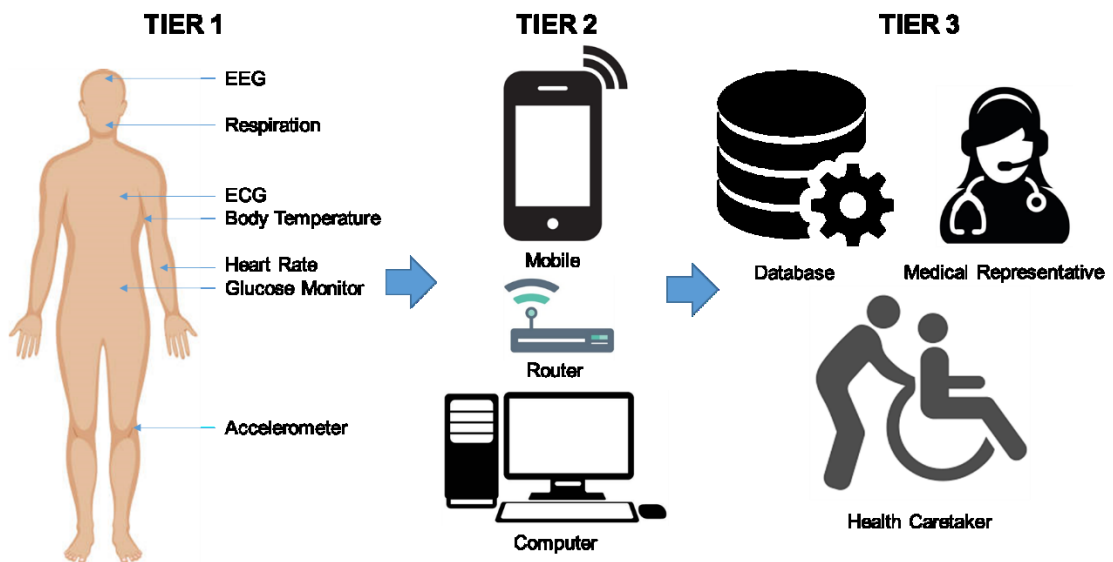 TIER 1
EEG
Respiration
ECG
Body Temperature
Heart Rate
Glucose Monitor
Accelerometer
TIER 2
Mobile
Router
Computer
TIER 3
Database
Medical Representative
Health Caretaker